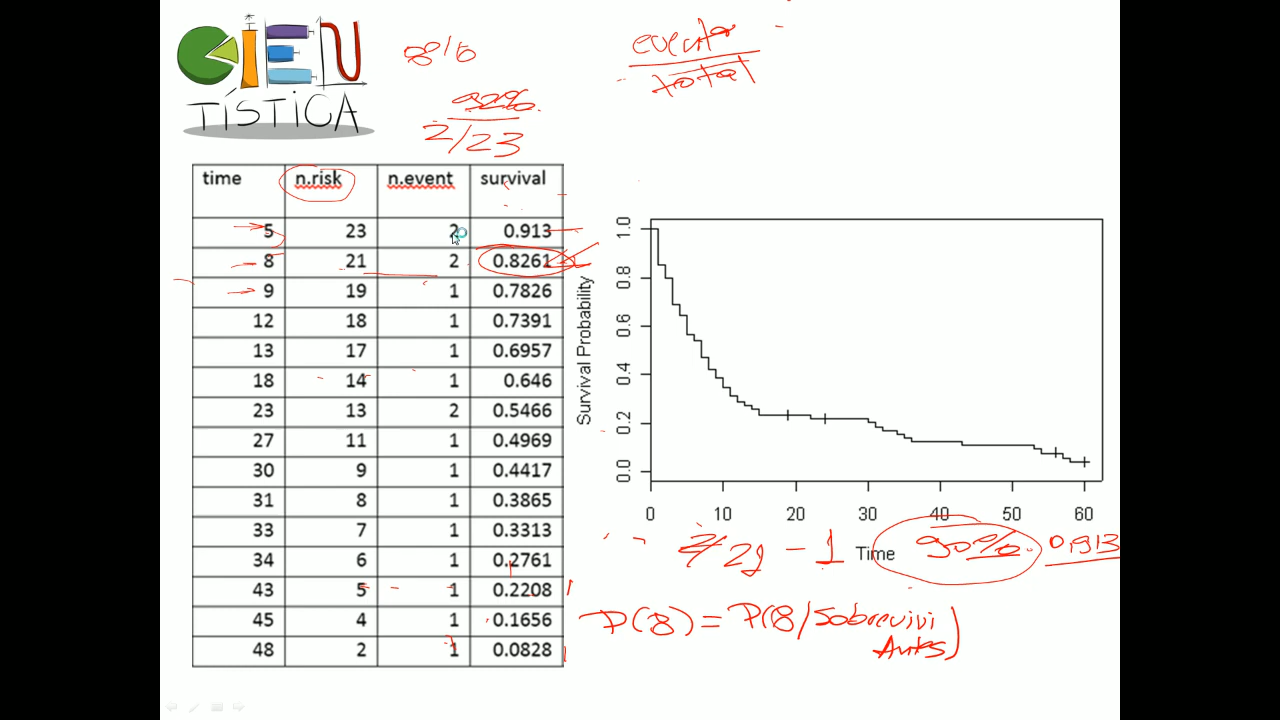 CIEN
TÍSTICA
8%
92%
2/23
eventos
total
time n.risk n.event survival
5 23 2 0.913
8 21 2 0.8261
9 19 1 0.7826
12 18 1 0.7391
13 17 1 0.6957
18 14 1 0.646
23 13 2 0.5466
27 11 1 0.4969
30 9 1 0.4417
31 8 1 0.3865
33 7 1 0.3313
34 6 1 0.2761
43 5 1 0.2208
45 4 1 0.1656
48 2 1 0.0828
Survival Probability
1.0
0.8
0.6
0.4
0.2
0.0
0 10 20 30 40 50 60
Time
2/21 - 1 90% . 0.913
P(8) = P(8/sobrevivi
Antes)